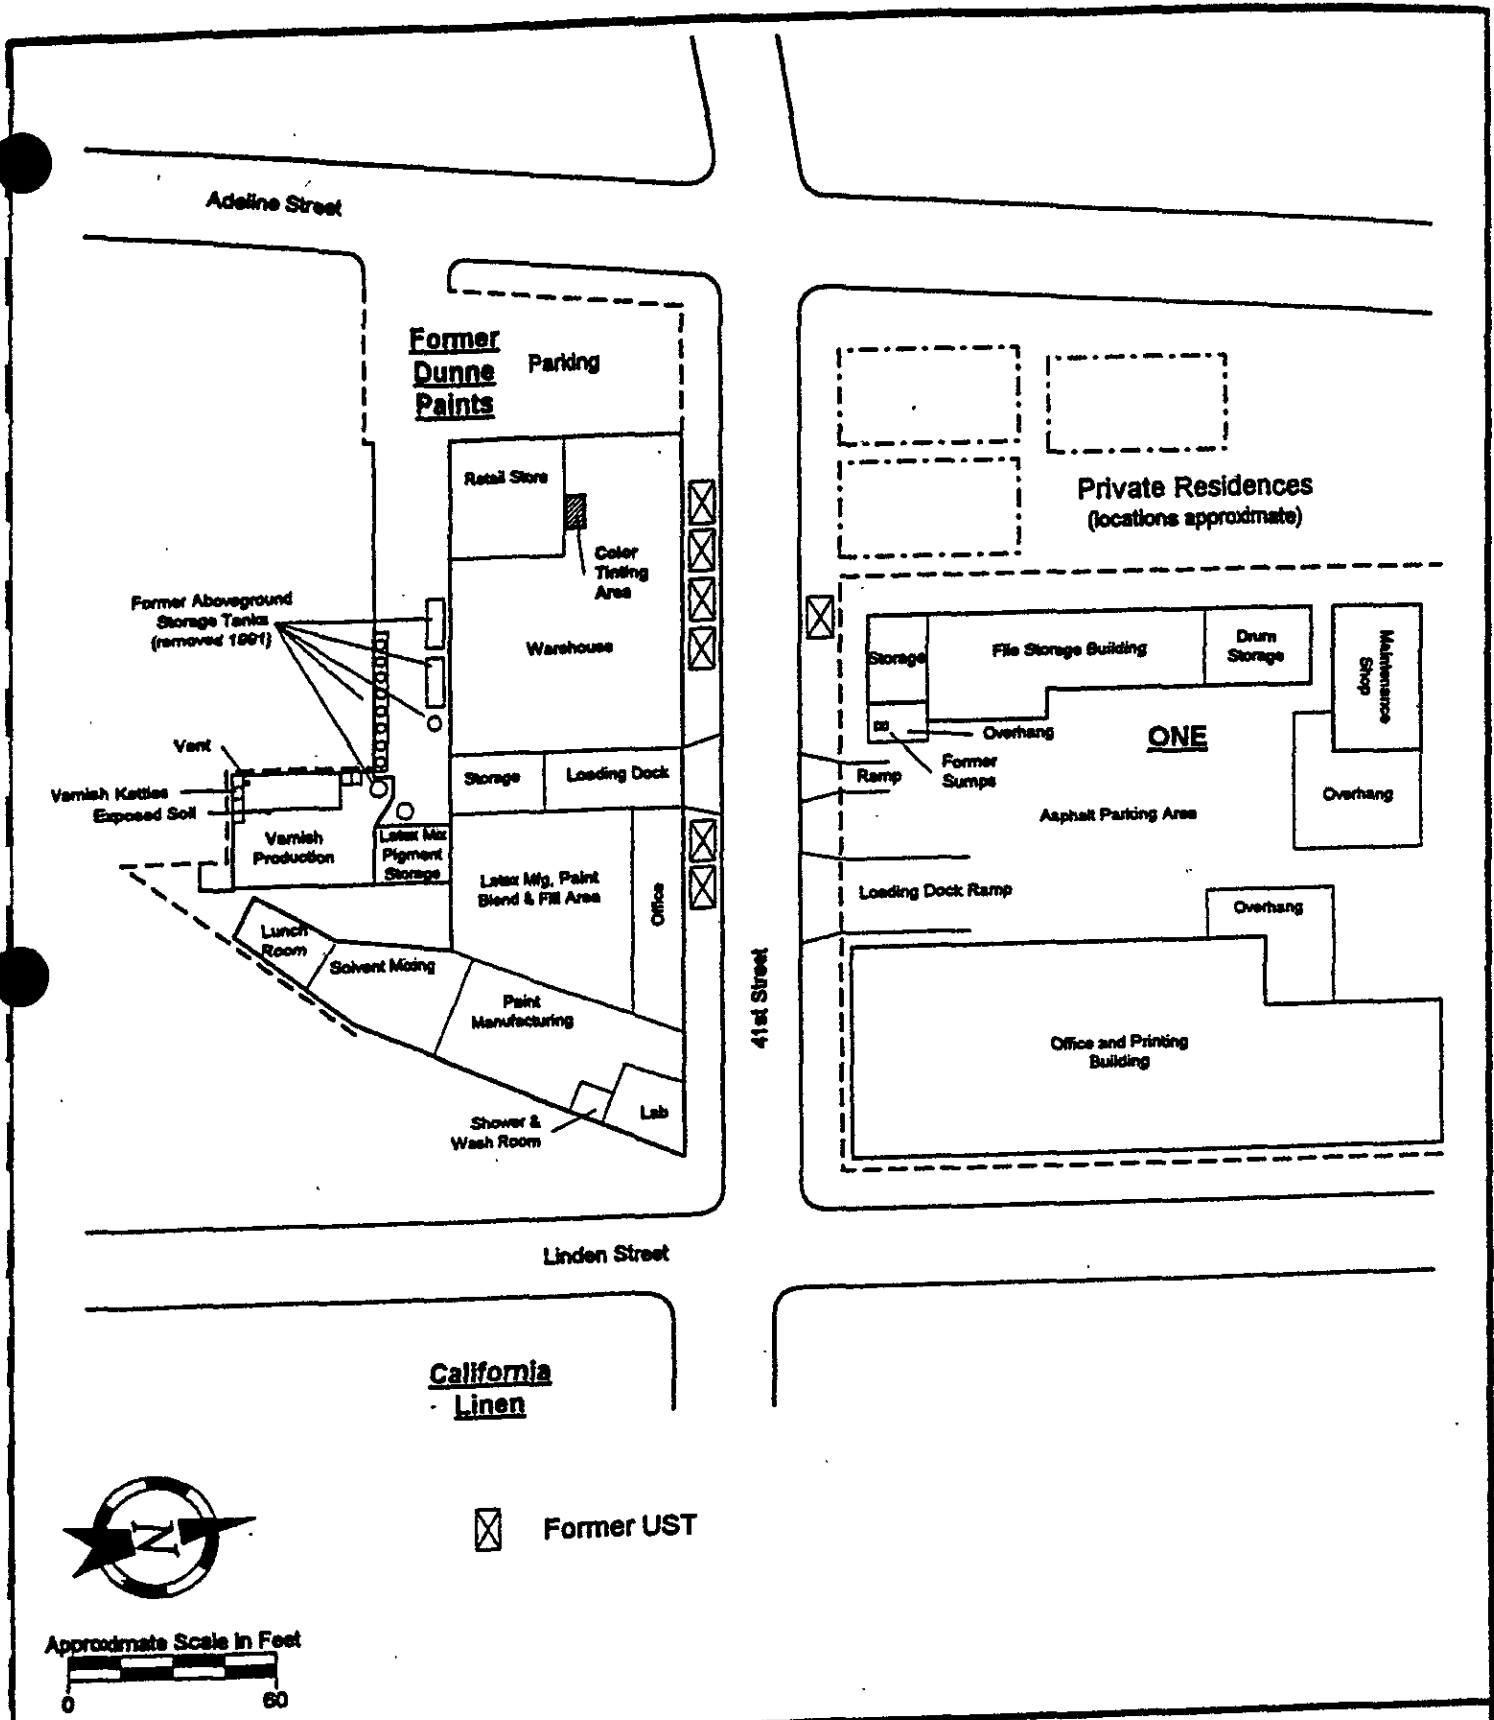 Adeline Street
Former
Dunne
Paints
Parking
Retail Store
Color
Tinting
Area
Warehouse
Former Aboveground
Storage Tanks
(removed 1991)
Vent
Varnish Kettles
Exposed Soil
Varnish
Production
Storage
Loading Dock
Latex Mix
Pigment
Storage
Latex Mfg, Paint
Blend & Fill Area
Office
Lunch
Room
Solvent Mixing
Paint
Manufacturing
Shower &
Wash Room
Lab
41st Street
Private Residences
(locations approximate)
Storage
File Storage Building
Drum
Storage
Maintenance
Shop
Overhang
ONE
Former
Sumps
Ramp
Overhang
Asphalt Parking Area
Loading Dock Ramp
Overhang
Office and Printing
Building
Linden Street
California
Linen
N
Former UST
Approximate Scale in Feet
0 60